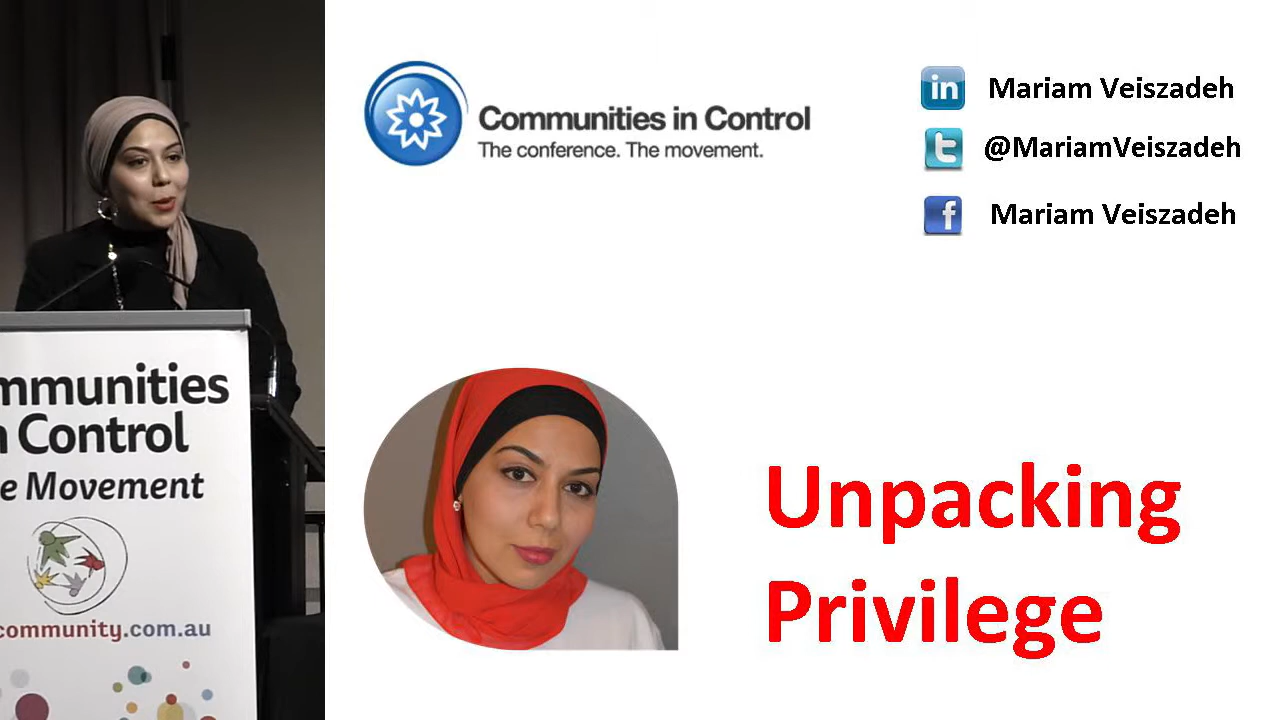 Communities in Control
The conference. The movement.
in Mariam Veiszadeh
t @MariamVeiszadeh
f Mariam Veiszadeh
Unpacking
Privilege
mmunities
n Control
e Movement
community.com.au